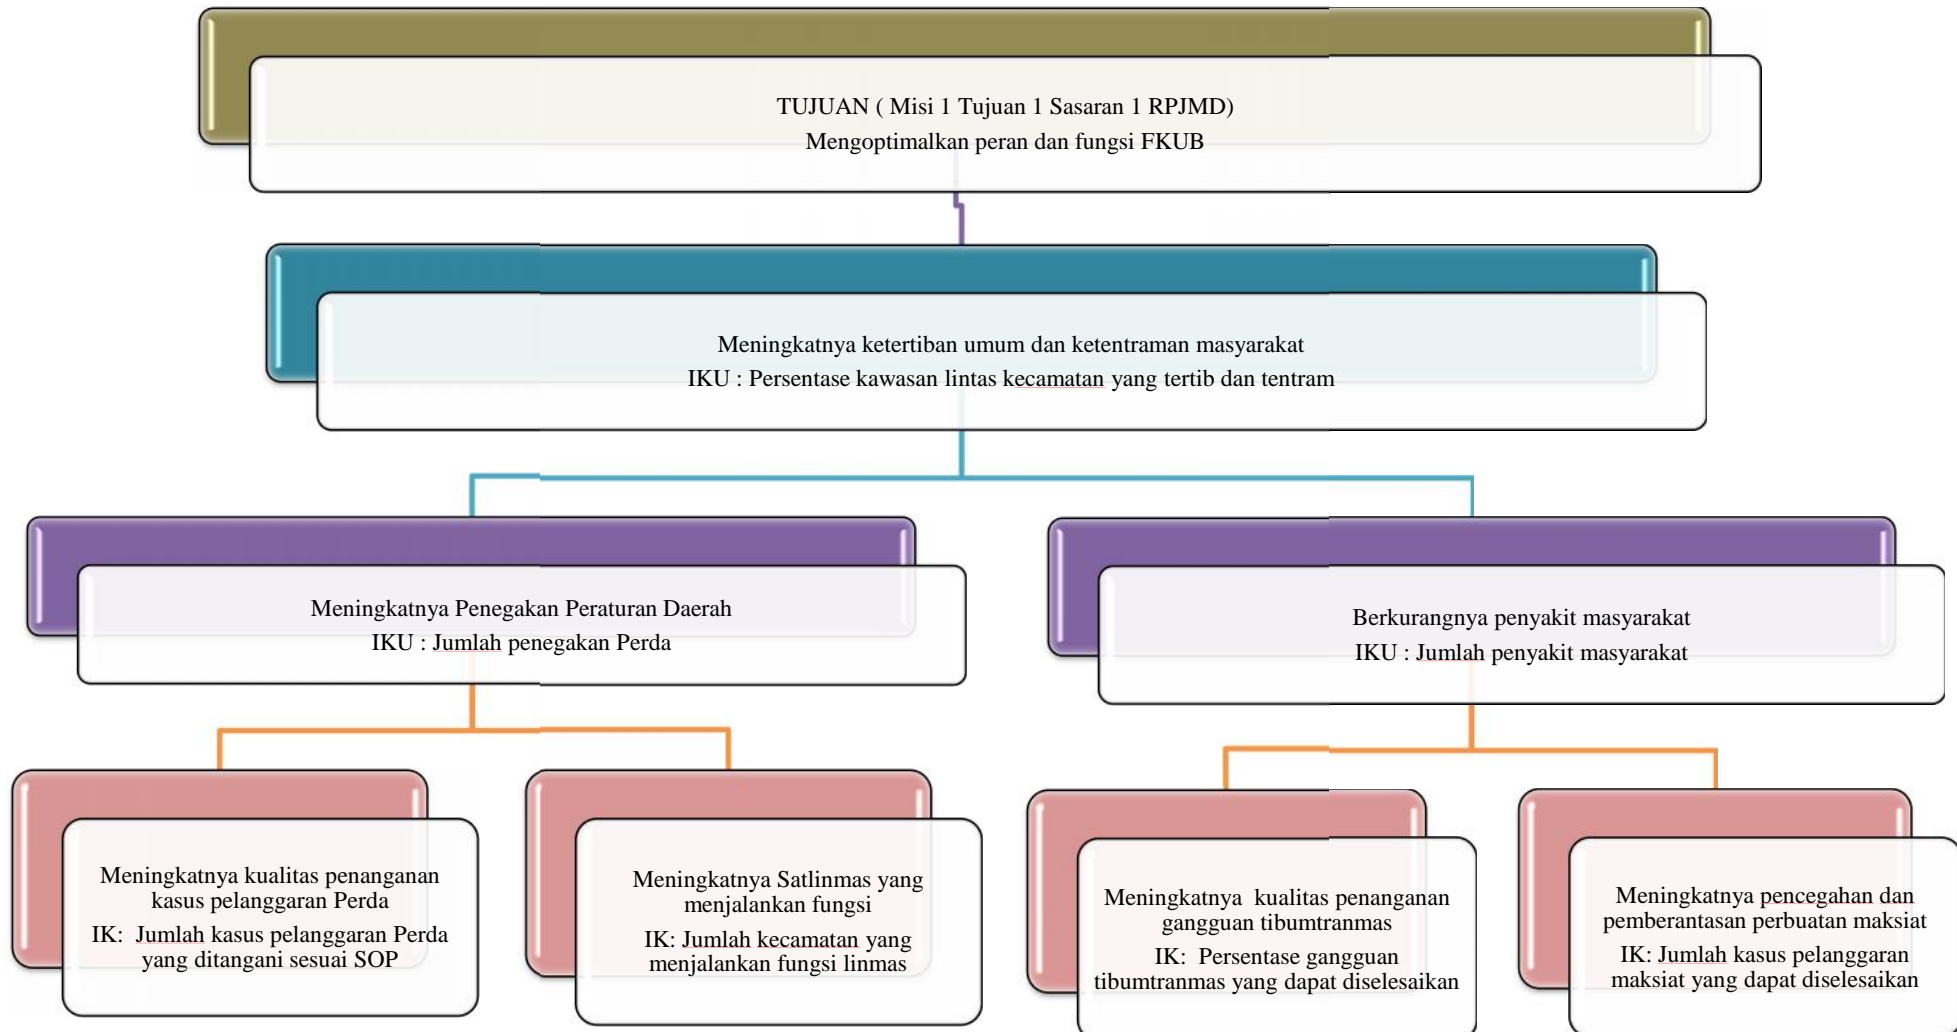 TUJUAN ( Misi 1 Tujuan 1 Sasaran 1 RPJMD)
Mengoptimalkan peran dan fungsi FKUB
Meningkatnya ketertiban umum dan ketentraman masyarakat
IKU : Persentase kawasan lintas kecamatan yang tertib dan tentram
Meningkatnya Penegakan Peraturan Daerah
IKU : Jumlah penegakan Perda
Berkurangnya penyakit masyarakat
IKU : Jumlah penyakit masyarakat
Meningkatnya kualitas penanganan
kasus pelanggaran Perda
IK: Jumlah kasus pelanggaran Perda
yang ditangani sesuai SOP
Meningkatnya Satlinmas yang
menjalankan fungsi
IK: Jumlah kecamatan yang
menjalankan fungsi linmas
Meningkatnya kualitas penanganan
gangguan tibumtranmas
IK: Persentase gangguan
tibumtranmas yang dapat diselesaikan
Meningkatnya pencegahan dan
pemberantasan perbuatan maksiat
IK: Jumlah kasus pelanggaran
maksiat yang dapat diselesaikan